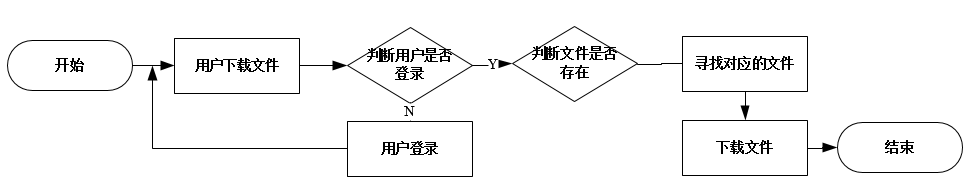 开始
用户下载文件
判断用户是否
登录
Y
判断文件是否
存在
寻找对应的文件
N
用户登录
下载文件
结束